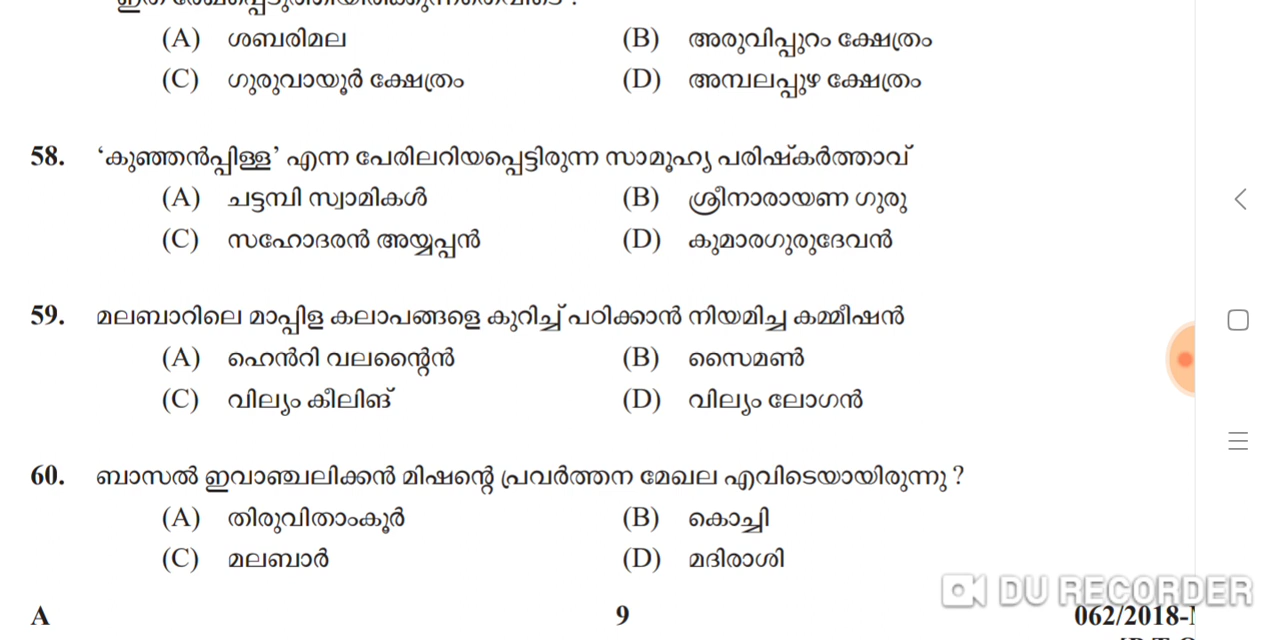 (A) ശബരിമല (B) അരുവിപ്പുറം ക്ഷേത്രം
(C) ഗുരുവായൂർ ക്ഷേത്രം (D) അമ്പലപ്പുഴ ക്ഷേത്രം
58. ‘കുഞ്ഞൻപ്പിള്ള’ എന്ന പേരിലറിയപ്പെട്ടിരുന്ന സാമൂഹ്യ പരിഷ്കർത്താവ്
(A) ചട്ടമ്പി സ്വാമികൾ (B) ശ്രീനാരായണ ഗുരു
(C) സഹോദരൻ അയ്യപ്പൻ (D) കുമാരഗുരുദേവൻ
59. മലബാറിലെ മാപ്പിള കലാപങ്ങളെ കുറിച്ച് പഠിക്കാൻ നിയമിച്ച കമ്മീഷൻ
(A) ഹെൻറി വലന്റൈൻ (B) സൈമൺ
(C) വില്യം കീലിങ് (D) വില്യം ലോഗൻ
60. ബാസൽ ഇവാഞ്ചലിക്കൻ മിഷന്റെ പ്രവർത്തന മേഖല എവിടെയായിരുന്നു ?
(A) തിരുവിതാംകൂർ (B) കൊച്ചി
(C) മലബാർ (D) മദിരാശി
DU RECORDER
A 9 062/2018-